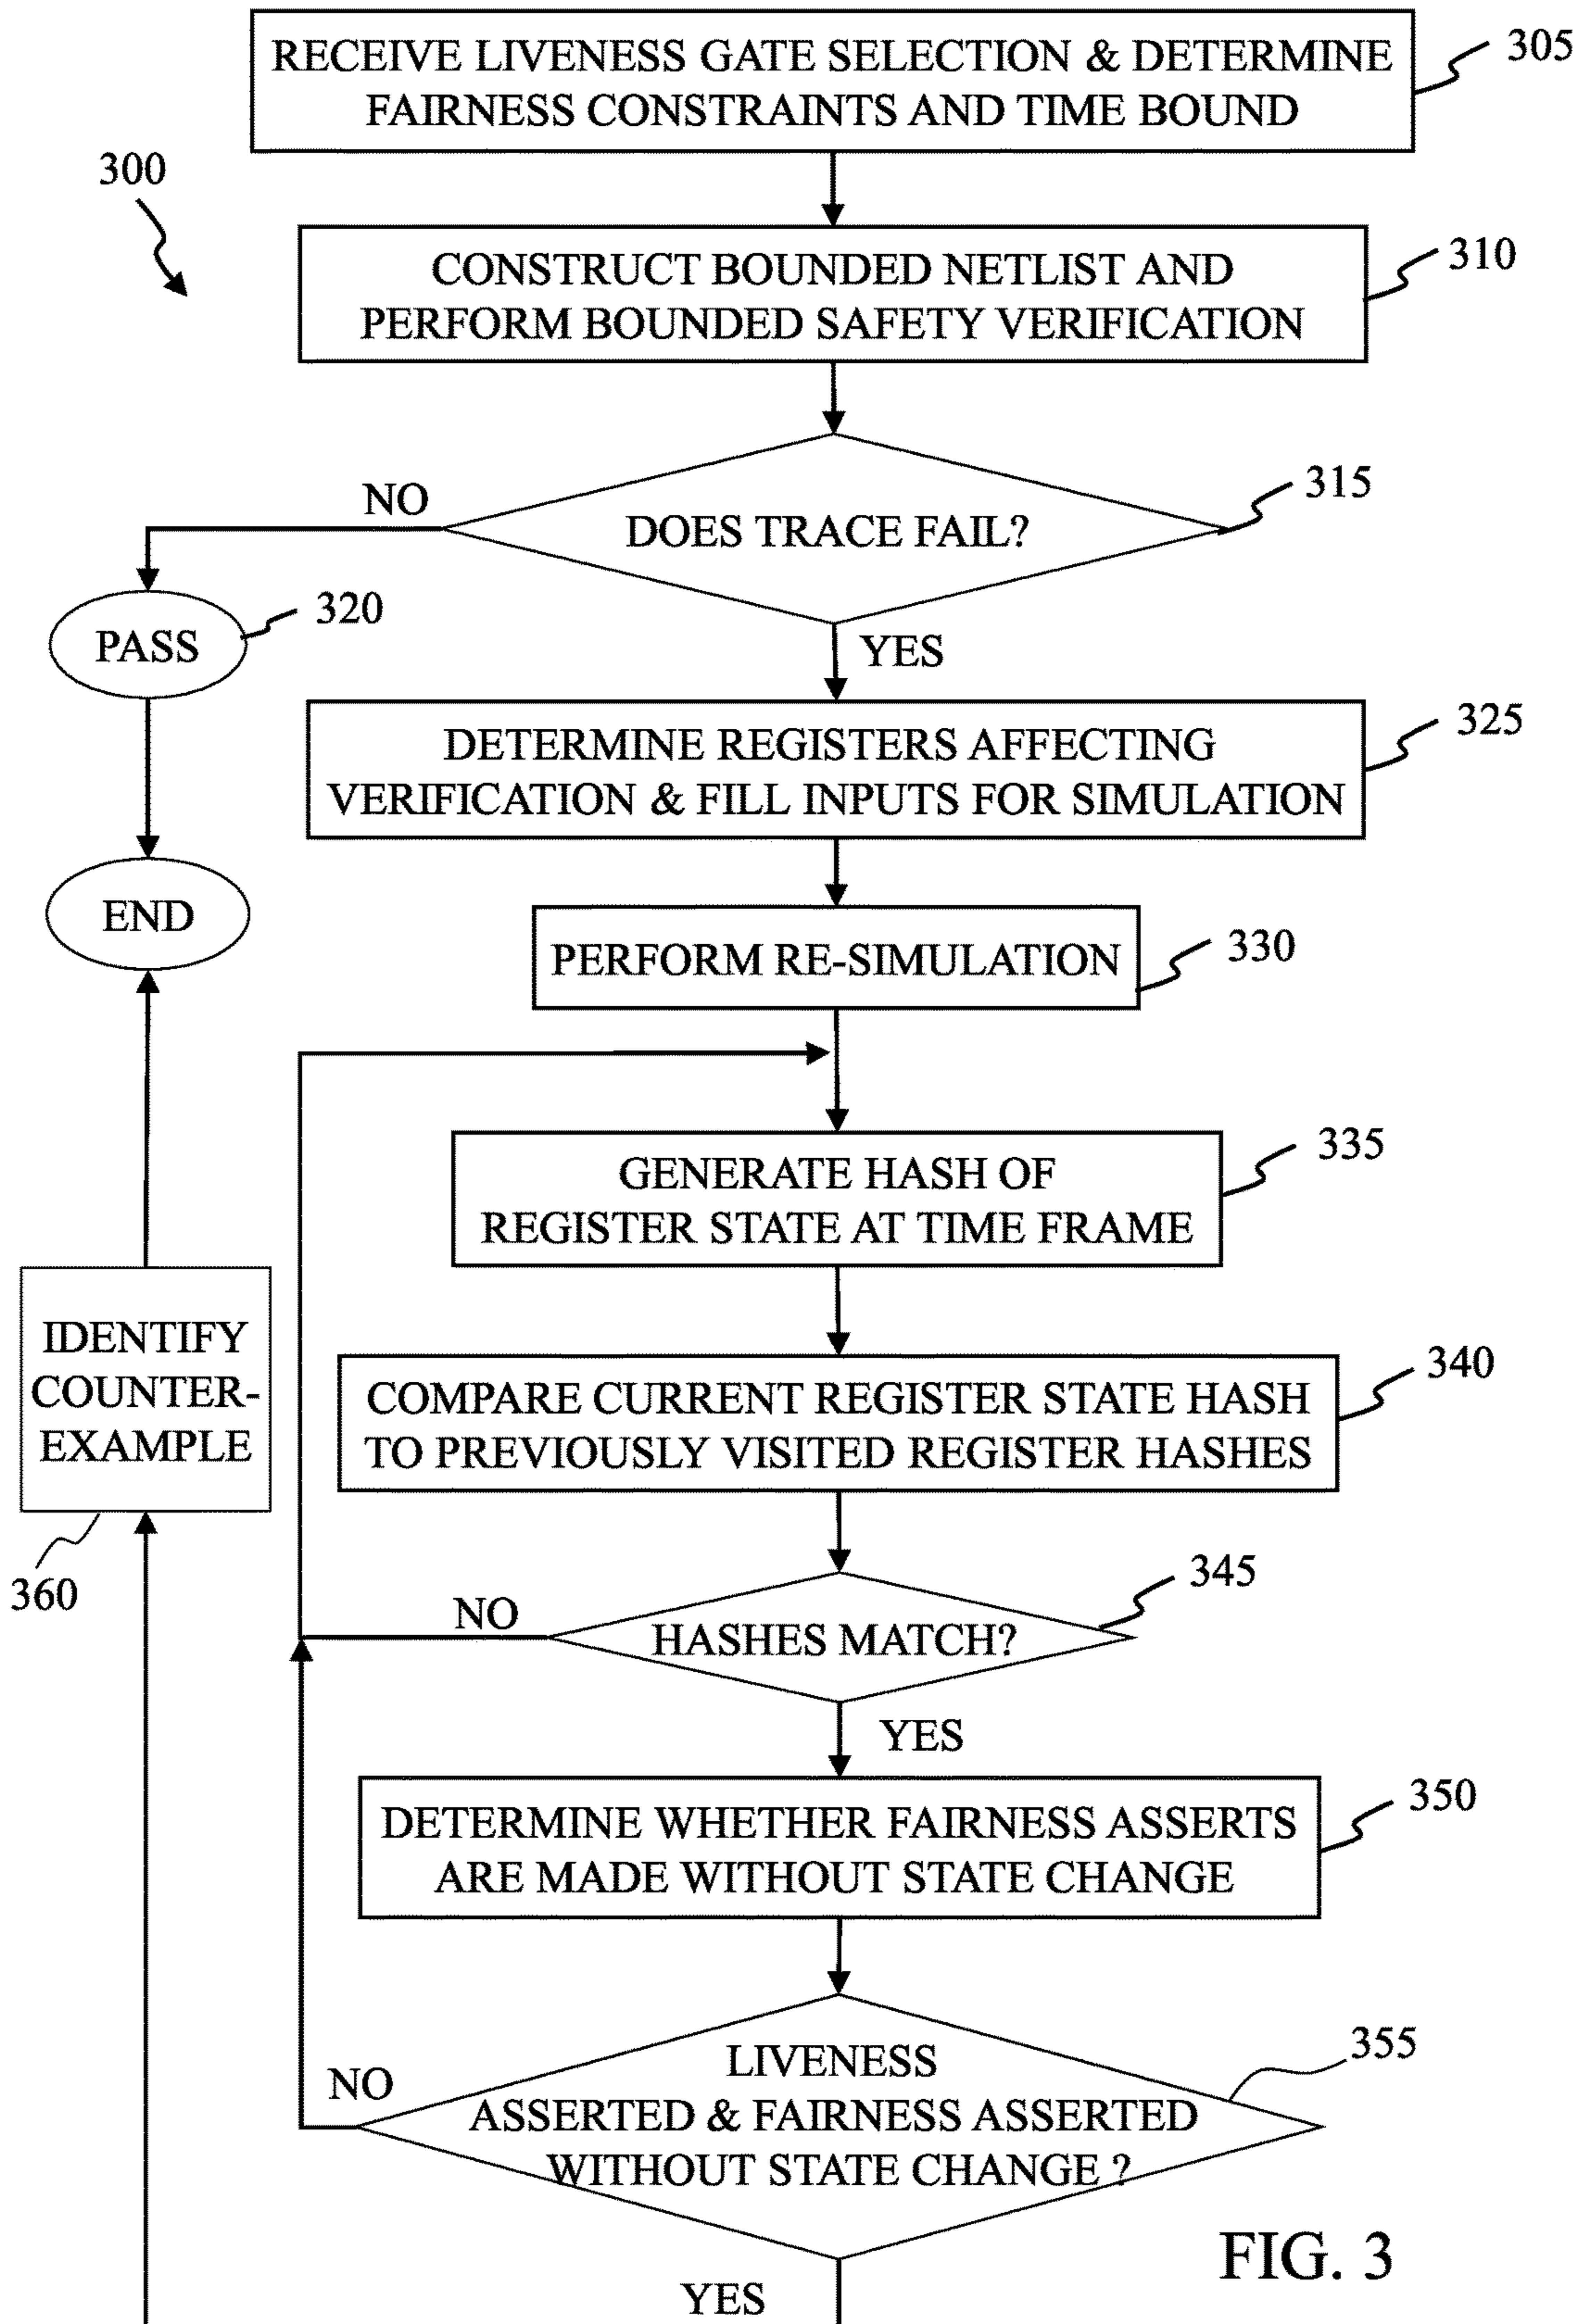 RECEIVE LIVENESS GATE SELECTION & DETERMINE
FAIRNESS CONSTRAINTS AND TIME BOUND
305
300
CONSTRUCT BOUNDED NETLIST AND
PERFORM BOUNDED SAFETY VERIFICATION
310
NO
DOES TRACE FAIL?
315
PASS
320
YES
DETERMINE REGISTERS AFFECTING
VERIFICATION & FILL INPUTS FOR SIMULATION
325
END
PERFORM RE-SIMULATION
330
GENERATE HASH OF
REGISTER STATE AT TIME FRAME
335
IDENTIFY
COUNTER-
EXAMPLE
360
COMPARE CURRENT REGISTER STATE HASH
TO PREVIOUSLY VISITED REGISTER HASHES
340
NO
HASHES MATCH?
345
YES
DETERMINE WHETHER FAIRNESS ASSERTS
ARE MADE WITHOUT STATE CHANGE
350
NO
LIVENESS
ASSERTED & FAIRNESS ASSERTED
WITHOUT STATE CHANGE ?
355
YES
FIG. 3